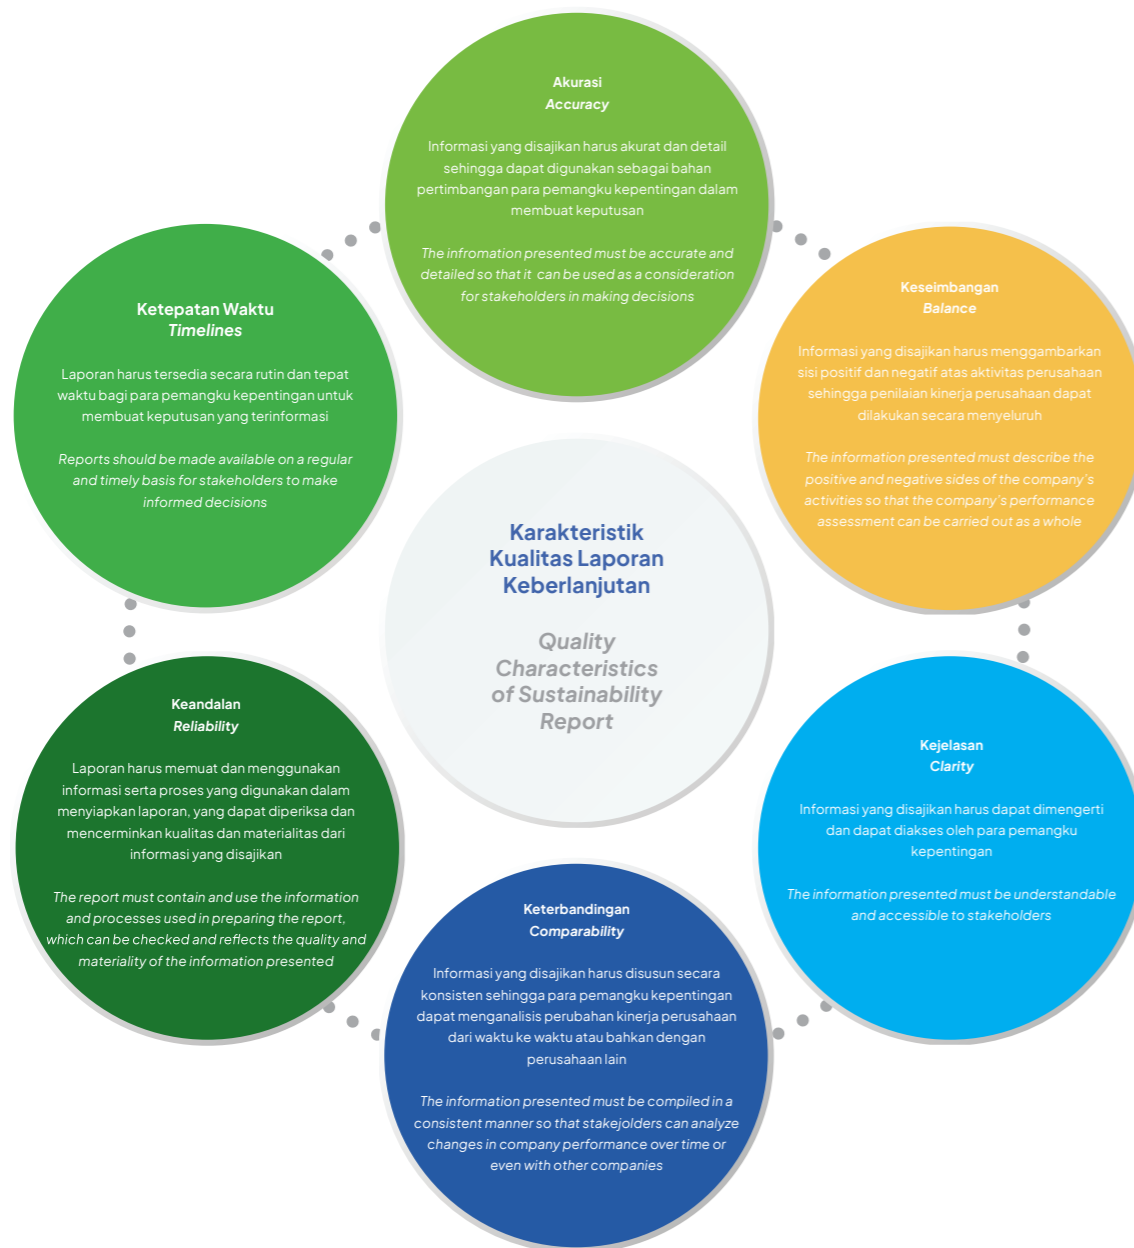 Akurasi
Accuracy
Informasi yang disajikan harus akurat dan detail
sehingga dapat digunakan sebagai bahan
pertimbangan para pemangku kepentingan dalam
membuat keputusan
The infromation presented must be accurate and
detailed so that it can be used as a consideration
for stakeholders in making decisions
Keseimbangan
Balance
Informasi yang disajikan harus menggambarkan
sisi positif dan negatif atas aktivitas perusahaan
sehingga penilaian kinerja perusahaan dapat
dilakukan secara menyeluruh
The information presented must describe the
positive and negative sides of the company's
activities so that the company's performance
assessment can be carried out as a whole
Kejelasan
Clarity
Informasi yang disajikan harus dapat dimengerti
dan dapat diakses oleh para pemangku
kepentingan
The information presented must be understandable
and accessible to stakeholders
Keterbandingan
Comparability
Informasi yang disajikan harus disusun secara
konsisten sehingga para pemangku kepentingan
dapat menganalisis perubahan kinerja perusahaan
dari waktu ke waktu atau bahkan dengan
perusahaan lain
The information presented must be compiled in a
consistent manner so that stakejolders can analyze
changes in company performance over time or
even with other companies
Keandalan
Reliability
Laporan harus memuat dan menggunakan
informasi serta proses yang digunakan dalam
menyiapkan laporan, yang dapat diperiksa dan
mencerminkan kualitas dan materialitas dari
informasi yang disajikan
The report must contain and use the information
and processes used in preparing the report,
which can be checked and reflects the quality and
materiality of the information presented
Ketepatan Waktu
Timelines
Laporan harus tersedia secara rutin dan tepat
waktu bagi para pemangku kepentingan untuk
membuat keputusan yang terinformasi
Reports should be made available on a regular
and timely basis for stakeholders to make
informed decisions
Karakteristik
Kualitas Laporan
Keberlanjutan
Quality
Characteristics
of Sustainability
Report